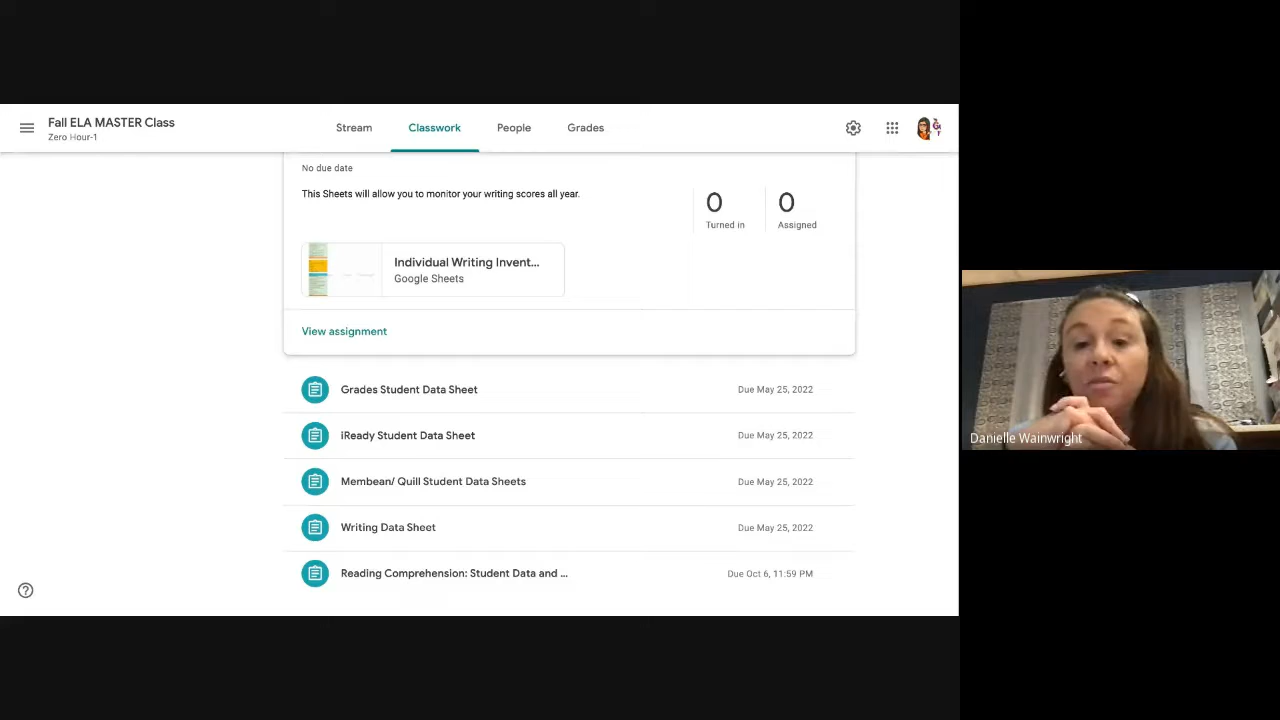 Fall ELA MASTER Class
Zero Hour-1
Stream
Classwork
People
Grades
No due date
This Sheets will allow you to monitor your writing scores all year.
0
Turned in
0
Assigned
Individual Writing Invent...
Google Sheets
View assignment
Grades Student Data Sheet Due May 25, 2022
iReady Student Data Sheet Due May 25, 2022
Membean/ Quill Student Data Sheets Due May 25, 2022
Writing Data Sheet Due May 25, 2022
Reading Comprehension: Student Data and ... Due Oct 6, 11:59 PM
Danielle Wainwright